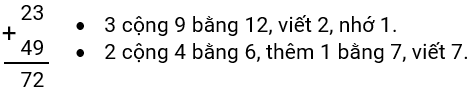 23
+
49
72
• 3 cộng 9 bằng 12, viết 2, nhớ 1.
• 2 cộng 4 bằng 6, thêm 1 bằng 7, viết 7.